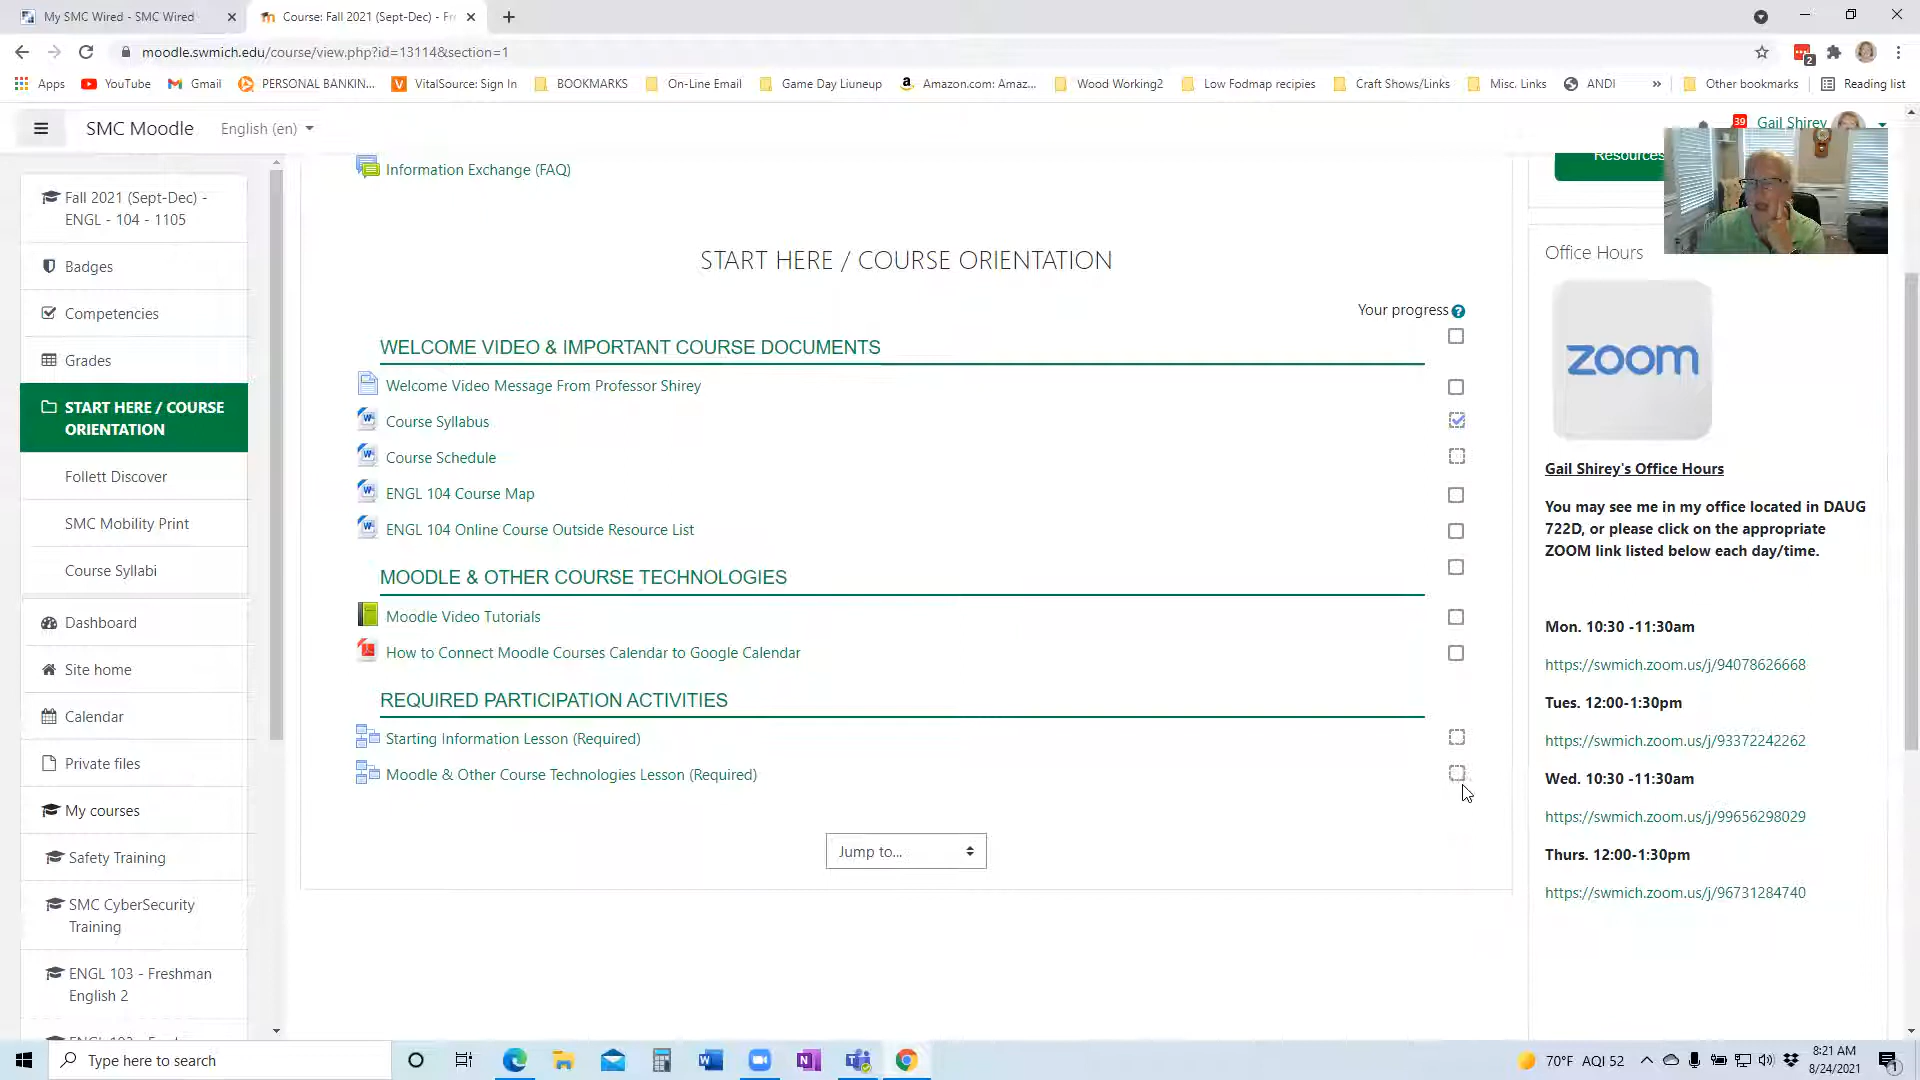 My SMC Wired - SMC Wired
Course: Fall 2021 (Sept-Dec) - Fr
moodle.swmich.edu/course/view.php?id=13114&section=1
2
Apps
YouTube
Gmail
PERSONAL BANKIN...
VitalSource: Sign In
BOOKMARKS
On-Line Email
Game Day Liuneup
Amazon.com: Amaz...
Wood Working2
Low Fodmap recipies
Craft Shows/Links
Misc. Links
ANDI
»
Other bookmarks
Reading list
SMC Moodle
English (en)
39
Gail Shirey
Fall 2021 (Sept-Dec) -
ENGL - 104 - 1105
Badges
Competencies
Grades
START HERE / COURSE
ORIENTATION
Follett Discover
SMC Mobility Print
Course Syllabi
Dashboard
Site home
Calendar
Private files
My courses
Safety Training
SMC CyberSecurity
Training
ENGL 103 - Freshman
English 2
Information Exchange (FAQ)
START HERE / COURSE ORIENTATION
Your progress
WELCOME VIDEO & IMPORTANT COURSE DOCUMENTS
Welcome Video Message From Professor Shirey
Course Syllabus
Course Schedule
ENGL 104 Course Map
ENGL 104 Online Course Outside Resource List
MOODLE & OTHER COURSE TECHNOLOGIES
Moodle Video Tutorials
How to Connect Moodle Courses Calendar to Google Calendar
REQUIRED PARTICIPATION ACTIVITIES
Starting Information Lesson (Required)
Moodle & Other Course Technologies Lesson (Required)
Jump to...
Resources
Office Hours
zoom
Gail Shirey's Office Hours
You may see me in my office located in DAUG
722D, or please click on the appropriate
ZOOM link listed below each day/time.
Mon. 10:30 -11:30am
https://swmich.zoom.us/j/94078626668
Tues. 12:00-1:30pm
https://swmich.zoom.us/j/93372242262
Wed. 10:30 -11:30am
https://swmich.zoom.us/j/99656298029
Thurs. 12:00-1:30pm
https://swmich.zoom.us/j/96731284740
Type here to search
70°F AQI 52
8:21 AM
8/24/2021
1